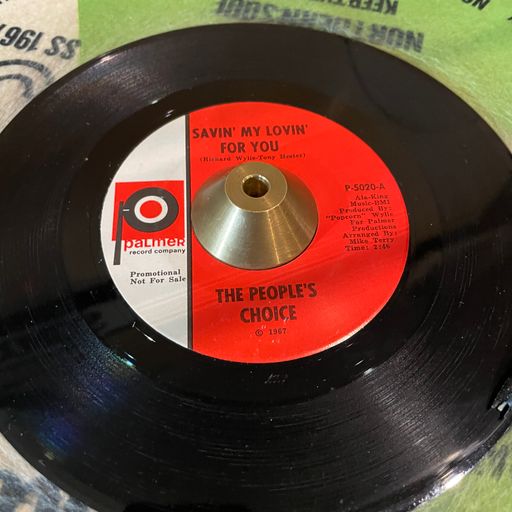 KEEP
NORTHERN SOUL
SS 1967
SAVIN' MY LOVIN'
FOR YOU
(Richard Wylie-Tony Hester)
P-5020-A
Ala-King
Music-BMI
Produced By:
"Popcorn" Wylie
For Palmer
Productions
Arranged By:
Mike Terry
Time: 2:46
PALMER
record company
Promotional
Not For Sale
THE PEOPLE'S
CHOICE
© 1967